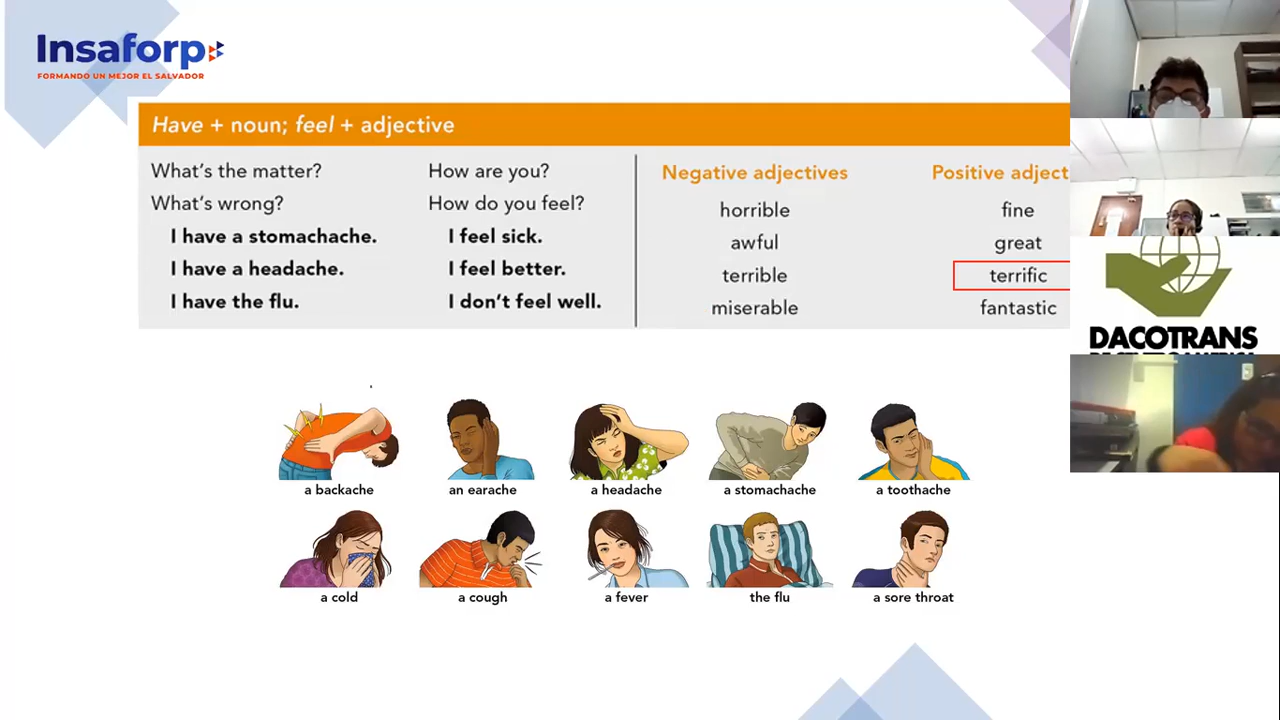 Insaforp
FORMANDO UN MEJOR EL SALVADOR
Have + noun; feel + adjective
What's the matter?
What's wrong?
I have a stomachache.
I have a headache.
I have the flu.
How are you?
How do you feel?
I feel sick.
I feel better.
I don't feel well.
Negative adjectives
horrible
awful
terrible
miserable
Positive adject
fine
great
terrific
fantastic
DACOTRANS
a backache
an earache
a headache
a stomachache
a toothache
a cold
a cough
a fever
the flu
a sore throat